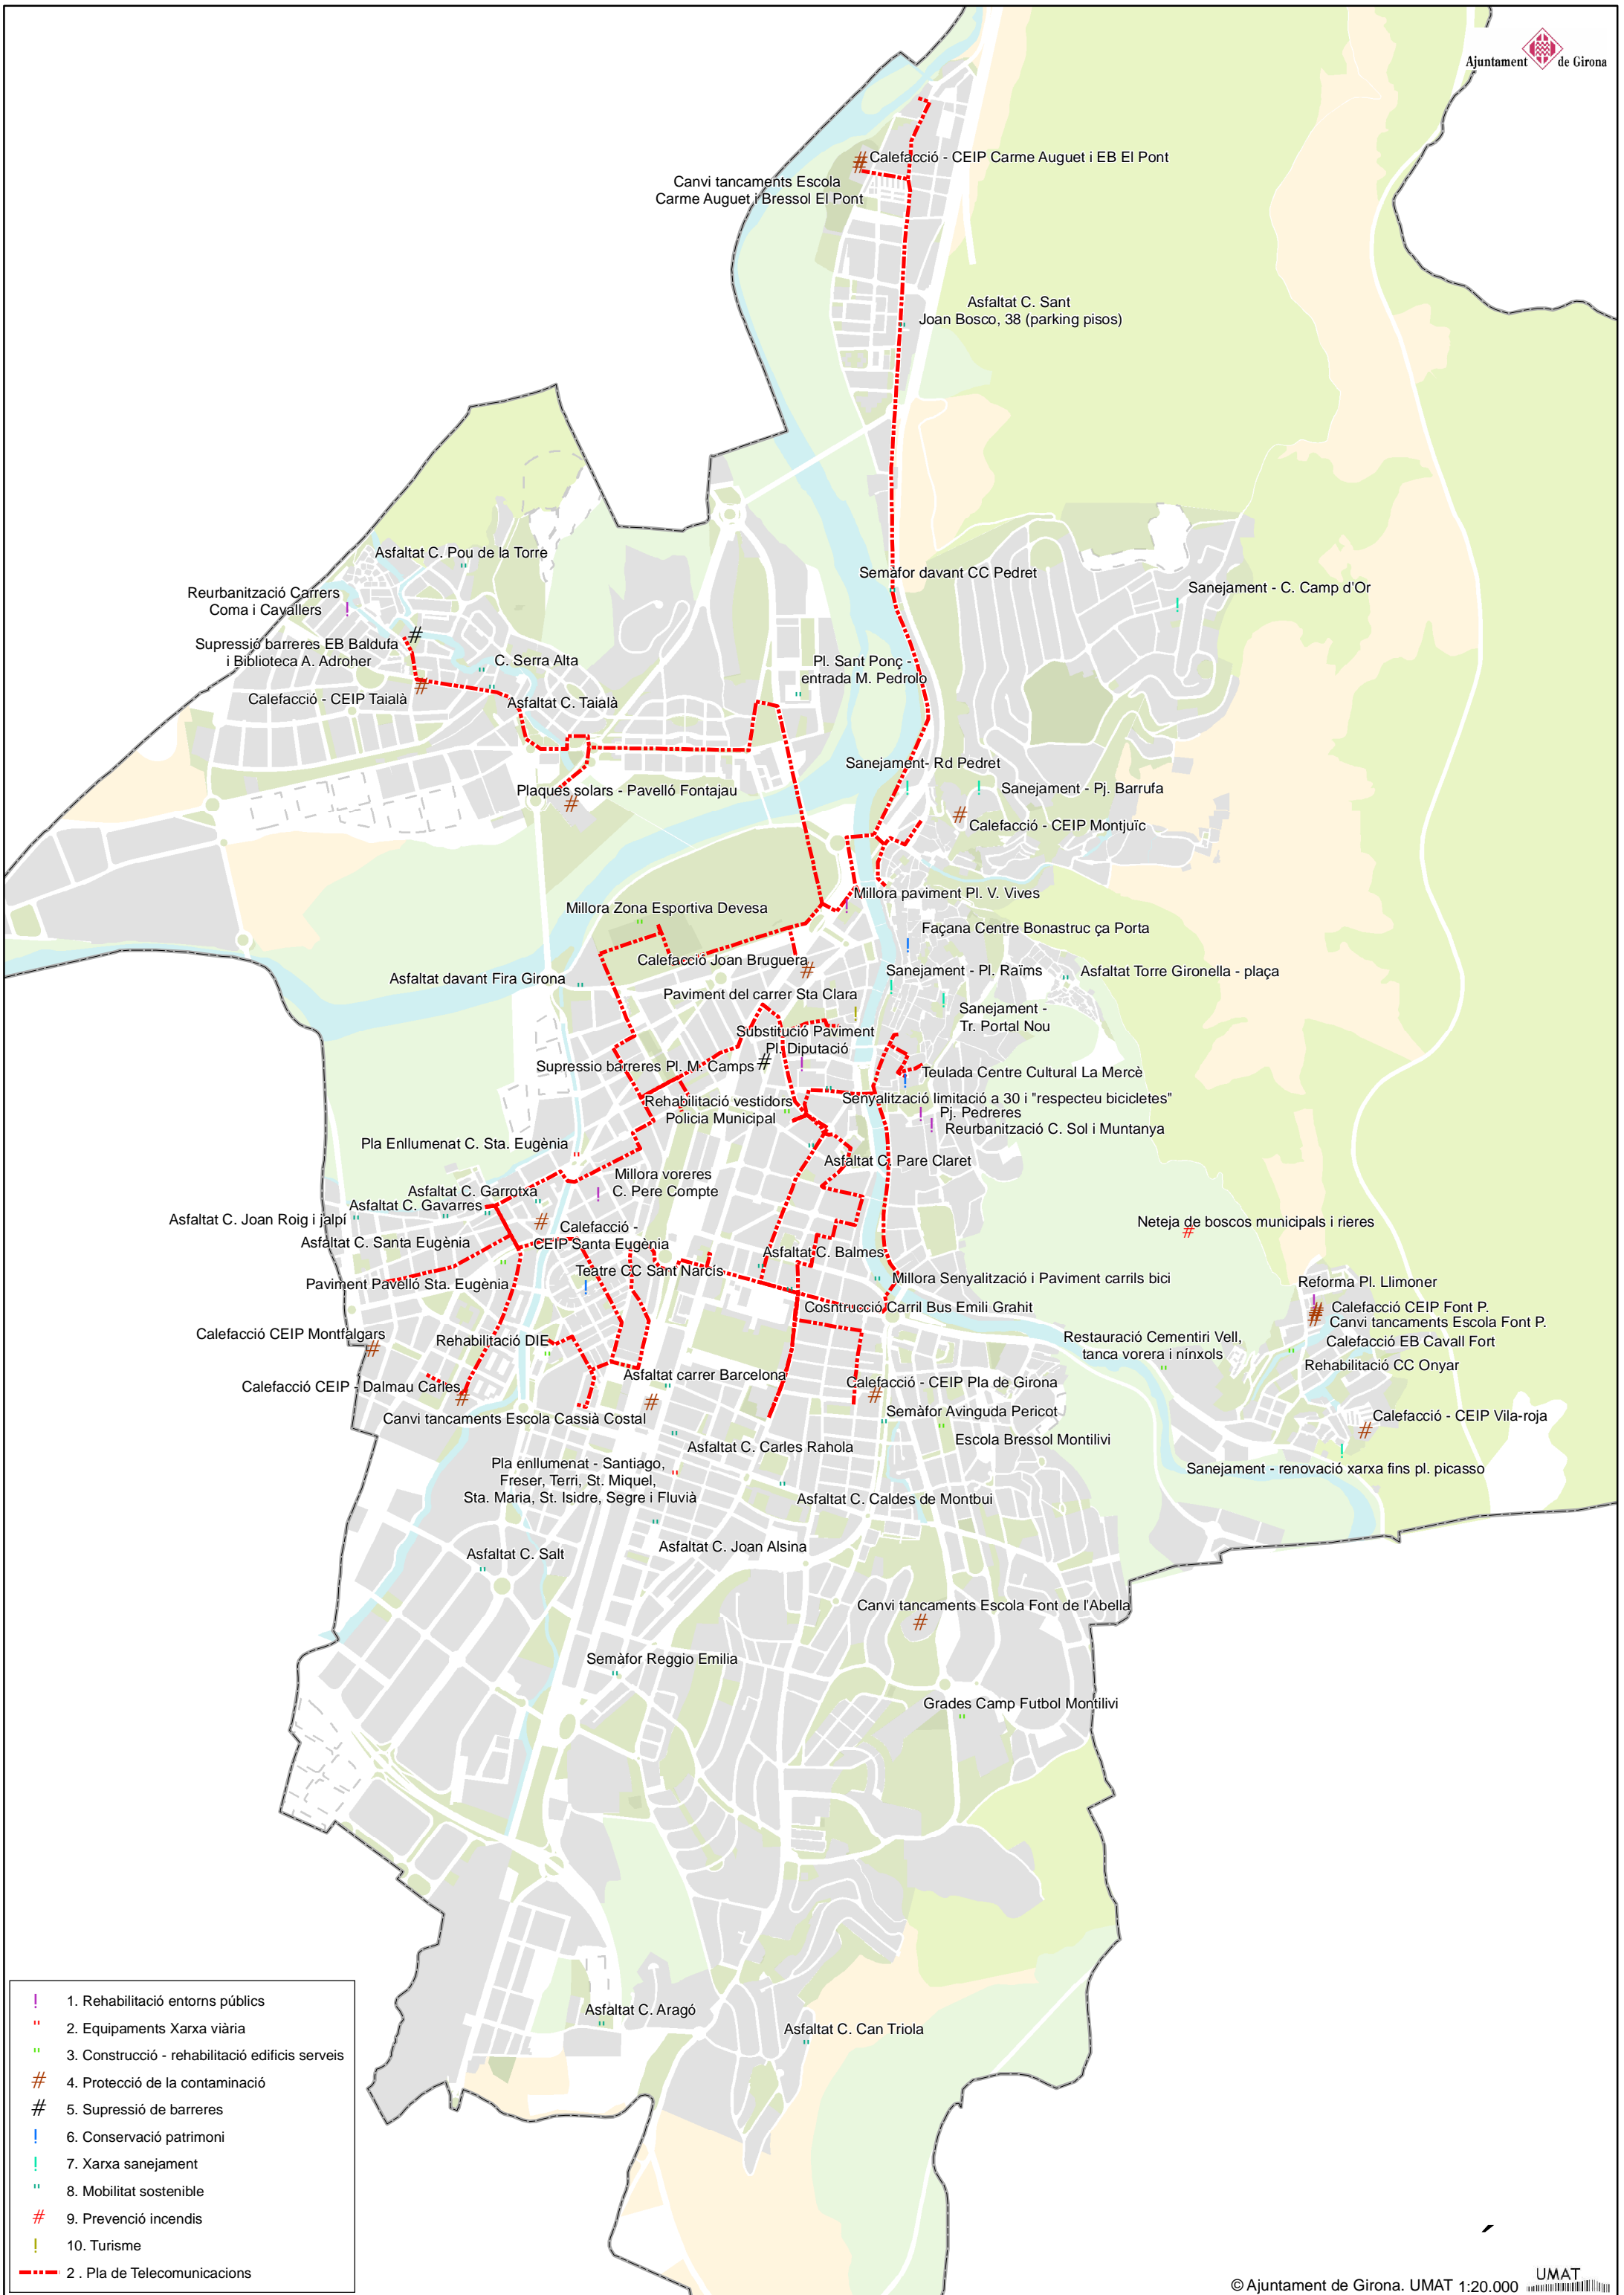 Ajuntament de Girona
Calefacció - CEIP Carme Auguet i EB El Pont
Canvi tancaments Escola
Carme Auguet i Bressol El Pont
Asfaltat C. Sant
Joan Bosco, 38 (parking pisos)
Asfaltat C. Pou de la Torre
Semàfor davant CC Pedret
Sanejament - C. Camp d'Or
Reurbanització Carrers
Coma i Cavallers
Supressió barreres EB Baldufa
i Biblioteca A. Adroher
C. Serra Alta
Pl. Sant Ponç -
entrada M. Pedrolo
Calefacció - CEIP Taialà
Asfaltat C. Taialà
Sanejament- Rd Pedret
Plaques solars - Pavelló Fontajau
Sanejament - Pj. Barrufa
Calefacció - CEIP Montjuïc
Millora paviment Pl. V. Vives
Millora Zona Esportiva Devesa
Façana Centre Bonastruc ça Porta
Calefacció Joan Bruguera
Asfaltat davant Fira Girona
Sanejament - Pl. Raïms
Asfaltat Torre Gironella - plaça
Paviment del carrer Sta Clara
Sanejament -
Tr. Portal Nou
Substitució Paviment
Pl. Diputació
Supressio barreres Pl. M. Camps
Teulada Centre Cultural La Mercè
Rehabilitació vestidors
Policia Municipal
Senyalització limitació a 30 i "respecteu bicicletes"
Pj. Pedreres
Reurbanització C. Sol i Muntanya
Pla Enllumenat C. Sta. Eugènia
Asfaltat C. Pare Claret
Millora voreres
C. Pere Compte
Asfaltat C. Garrotxa
Asfaltat C. Gavarres
Asfaltat C. Joan Roig i jalpí
Neteja de boscos municipals i rieres
Calefacció -
CEIP Santa Eugènia
Asfaltat C. Santa Eugènia
Asfaltat C. Balmes
Teatre CC Sant Narcís
Paviment Pavelló Sta. Eugènia
Millora Senyalització i Paviment carrils bici
Reforma Pl. Llimoner
Cosntrucció Carril Bus Emili Grahit
Calefacció CEIP Font P.
Canvi tancaments Escola Font P.
Calefacció CEIP Montfalgars
Rehabilitació DIE
Restauració Cementiri Vell,
tanca vorera i nínxols
Calefacció EB Cavall Fort
Rehabilitació CC Onyar
Asfaltat carrer Barcelona
Calefacció CEIP - Dalmau Carles
Calefacció - CEIP Pla de Girona
Canvi tancaments Escola Cassià Costal
Semàfor Avinguda Pericot
Calefacció - CEIP Vila-roja
Escola Bressol Montilivi
Asfaltat C. Carles Rahola
Pla enllumenat - Santiago,
Freser, Terri, St. Miquel,
Sta. Maria, St. Isidre, Segre i Fluvià
Sanejament - renovació xarxa fins pl. picasso
Asfaltat C. Caldes de Montbui
Asfaltat C. Joan Alsina
Asfaltat C. Salt
Canvi tancaments Escola Font de l'Abella
Semàfor Reggio Emilia
Grades Camp Futbol Montilivi
Asfaltat C. Aragó
Asfaltat C. Can Triola
! 1. Rehabilitació entorns públics
" 2. Equipaments Xarxa viària
" 3. Construcció - rehabilitació edificis serveis
# 4. Protecció de la contaminació
# 5. Supressió de barreres
! 6. Conservació patrimoni
! 7. Xarxa sanejament
" 8. Mobilitat sostenible
# 9. Prevenció incendis
! 10. Turisme
2 . Pla de Telecomunicacions
© Ajuntament de Girona. UMAT 1:20.000 UMAT